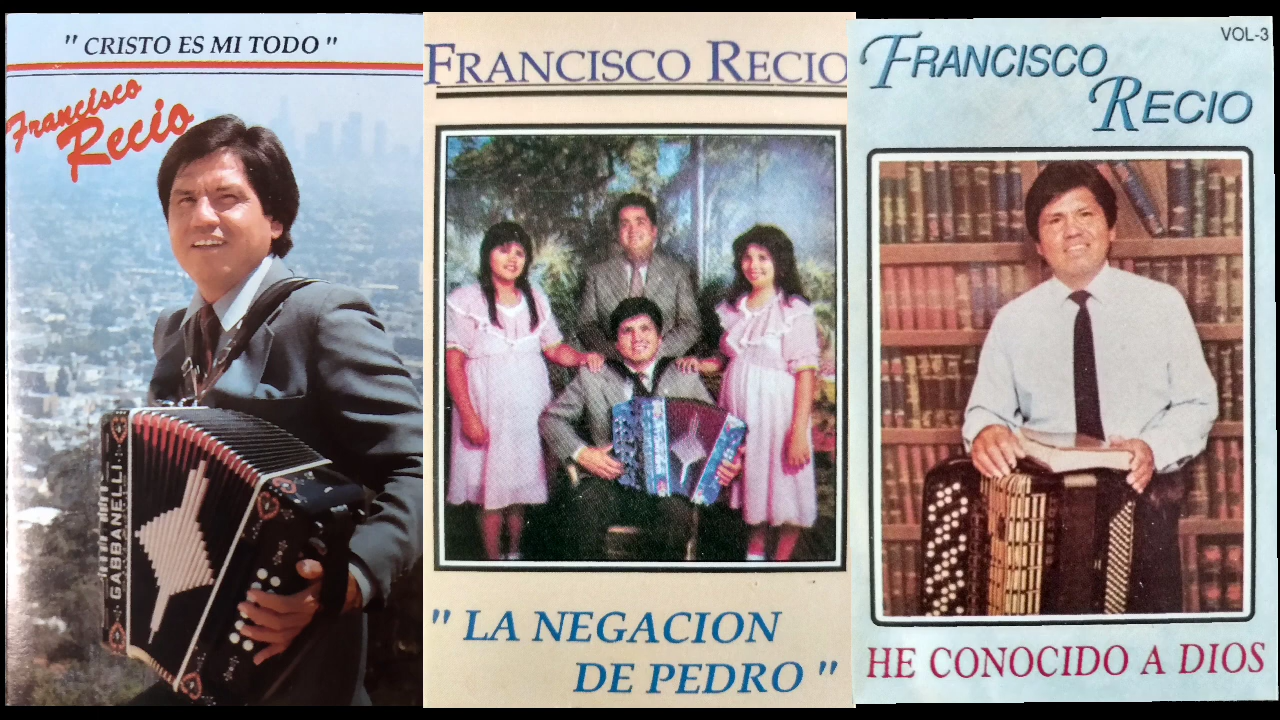 " CRISTO ES MI TODO "
Francisco
Recio
GABBANELLI
FRANCISCO RECIO
" LA NEGACION
DE PEDRO "
VOL-3
FRANCISCO
RECIO
HE CONOCIDO A DIOS